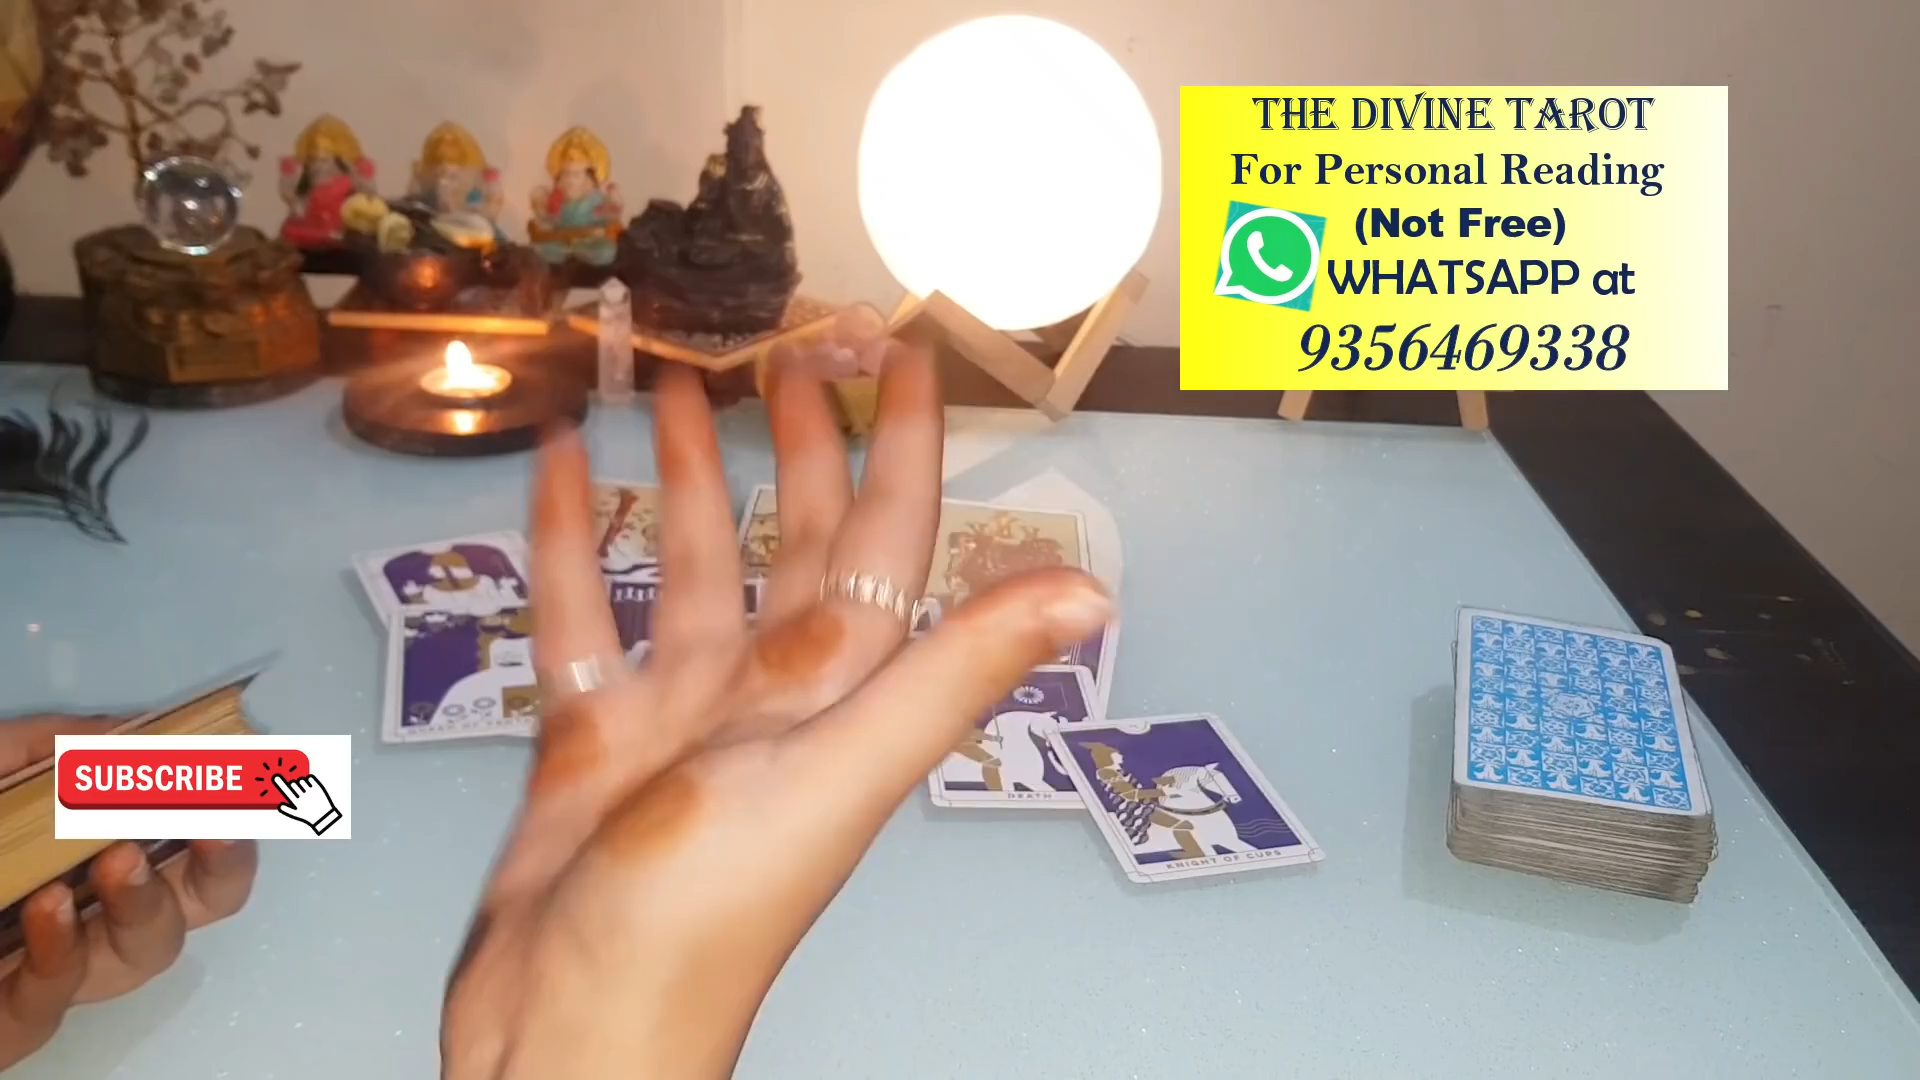 THE DIVINE TAROT
For Personal Reading
(Not Free)
WHATSAPP at
9356469338
SUBSCRIBE
DEATH
KNIGHT OF CUPS